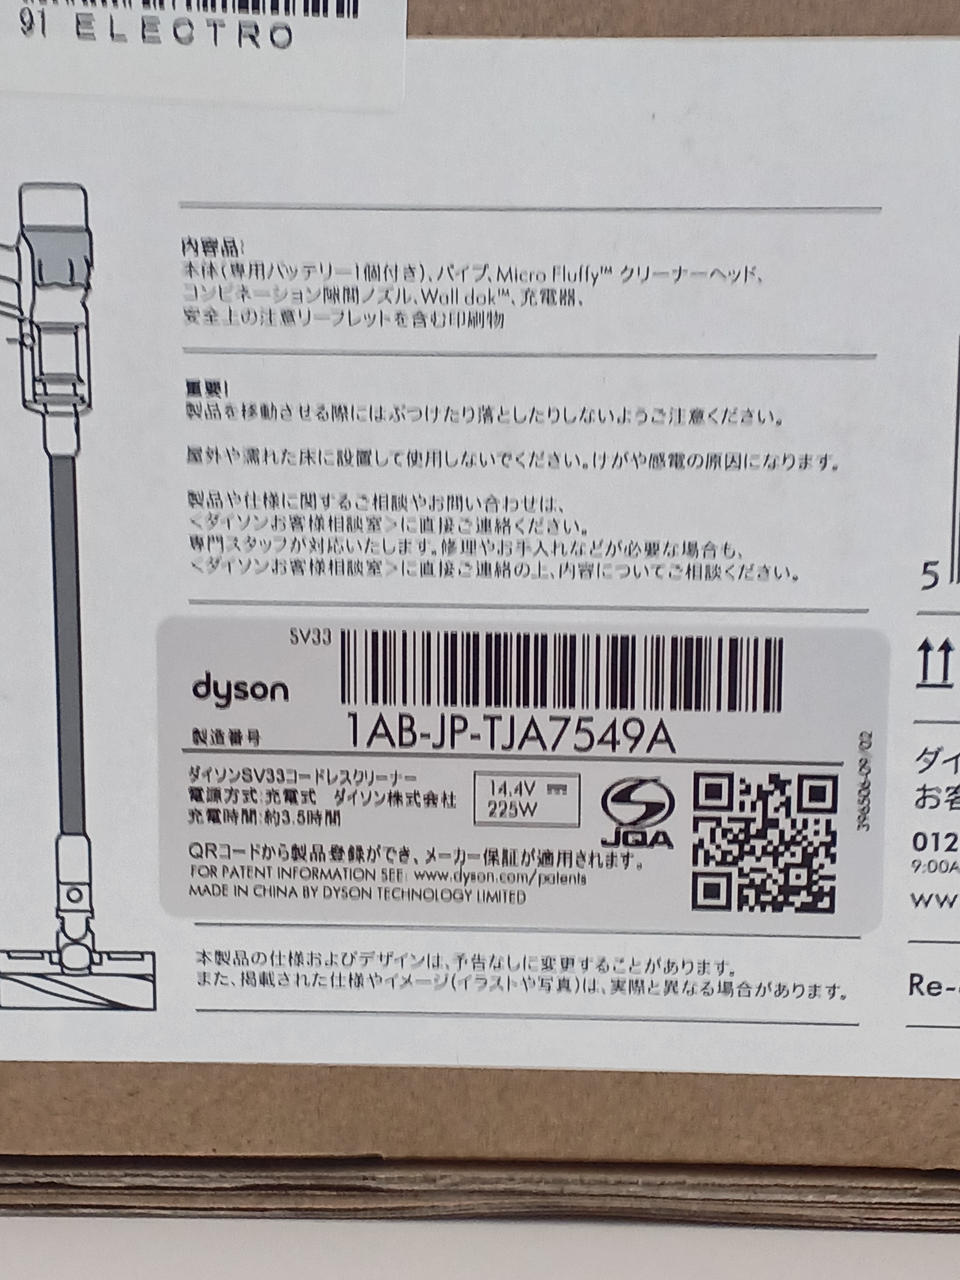 91 ELECTRO
内容品:
本体(専用バッテリー1個付き)、パイプ、Micro Fluffy™ クリーナーヘッド、
コンビネーション隙間ノズル、Wall dok™、充電器、
安全上の注意リーフレットを含む印刷物
重要!
製品を移動させる際にはぶつけたり落としたりしないようご注意ください。
屋外や濡れた床に設置して使用しないでください。けがや感電の原因になります。
製品や仕様に関するご相談やお問い合わせは、
<ダイソンお客様相談室>に直接ご連絡ください。
専門スタッフが対応いたします。修理やお手入れなどが必要な場合も、
<ダイソンお客様相談室>に直接ご連絡の上、内容についてご相談ください。
SV33
dyson
製造番号
1AB-JP-TJA7549A
ダイソンSV33コードレスクリーナー
電源方式:充電式 ダイソン株式会社
充電時間:約3.5時間
14.4V
225W
JQA
QRコードから製品登録ができ、メーカー保証が適用されます。
FOR PATENT INFORMATION SEE: www.dyson.com/patents
MADE IN CHINA BY DYSON TECHNOLOGY LIMITED
396506-09/02
本製品の仕様およびデザインは、予告なしに変更することがあります。
また、掲載された仕様やイメージ(イラストや写真)は、実際と異なる場合があります。
5
ダイ
お客
012
9:00A
ww
Re-